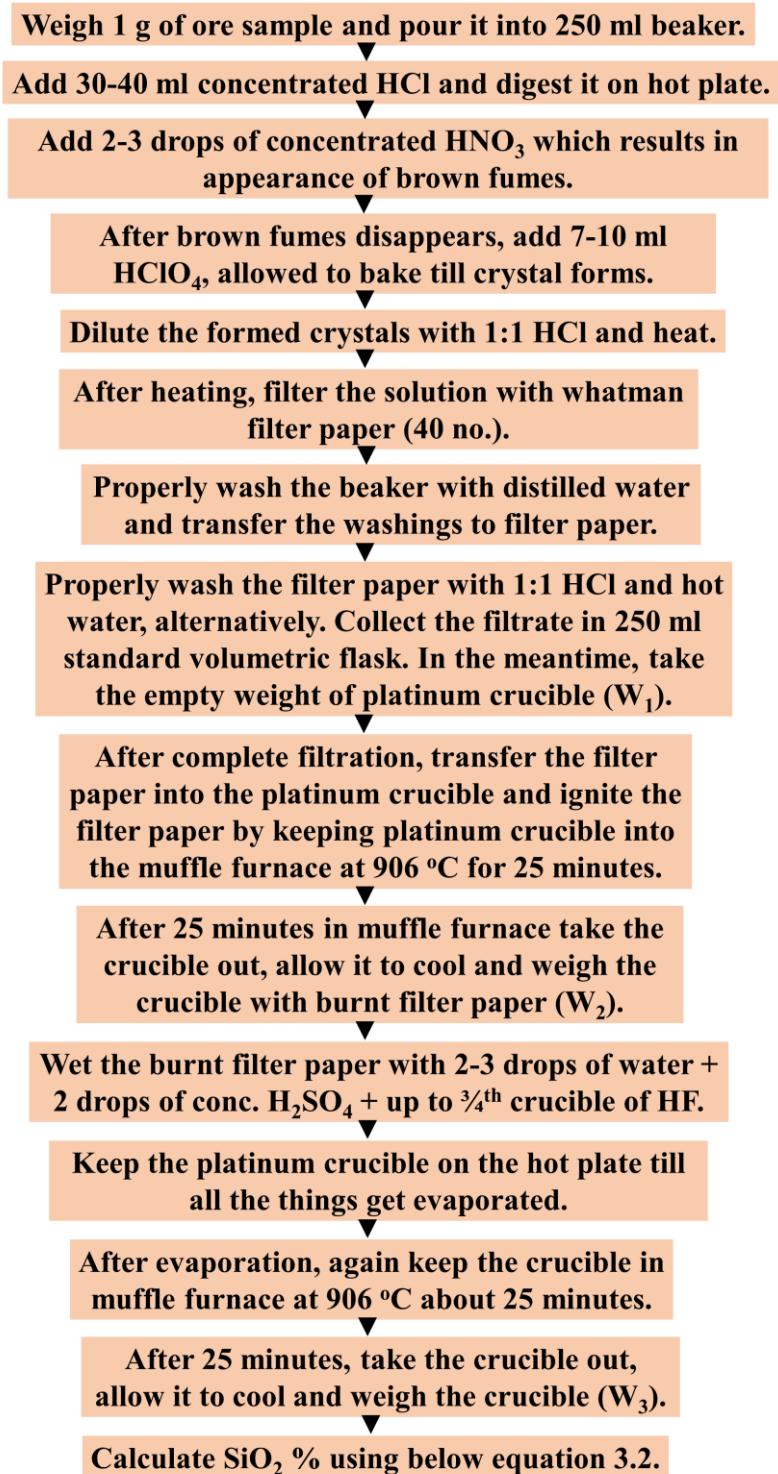 Weigh 1 g of ore sample and pour it into 250 ml beaker.
Add 30-40 ml concentrated HCl and digest it on hot plate.
Add 2-3 drops of concentrated HNO₃ which results in
appearance of brown fumes.
After brown fumes disappears, add 7-10 ml
HClO₄, allowed to bake till crystal forms.
Dilute the formed crystals with 1:1 HCl and heat.
After heating, filter the solution with whatman
filter paper (40 no.).
Properly wash the beaker with distilled water
and transfer the washings to filter paper.
Properly wash the filter paper with 1:1 HCl and hot
water, alternatively. Collect the filtrate in 250 ml
standard volumetric flask. In the meantime, take
the empty weight of platinum crucible (W₁).
After complete filtration, transfer the filter
paper into the platinum crucible and ignite the
filter paper by keeping platinum crucible into
the muffle furnace at 906 ºC for 25 minutes.
After 25 minutes in muffle furnace take the
crucible out, allow it to cool and weigh the
crucible with burnt filter paper (W₂).
Wet the burnt filter paper with 2-3 drops of water +
2 drops of conc. H₂SO₄ + up to ¾ᵗʰ crucible of HF.
Keep the platinum crucible on the hot plate till
all the things get evaporated.
After evaporation, again keep the crucible in
muffle furnace at 906 ºC about 25 minutes.
After 25 minutes, take the crucible out,
allow it to cool and weigh the crucible (W₃).
Calculate SiO₂ % using below equation 3.2.